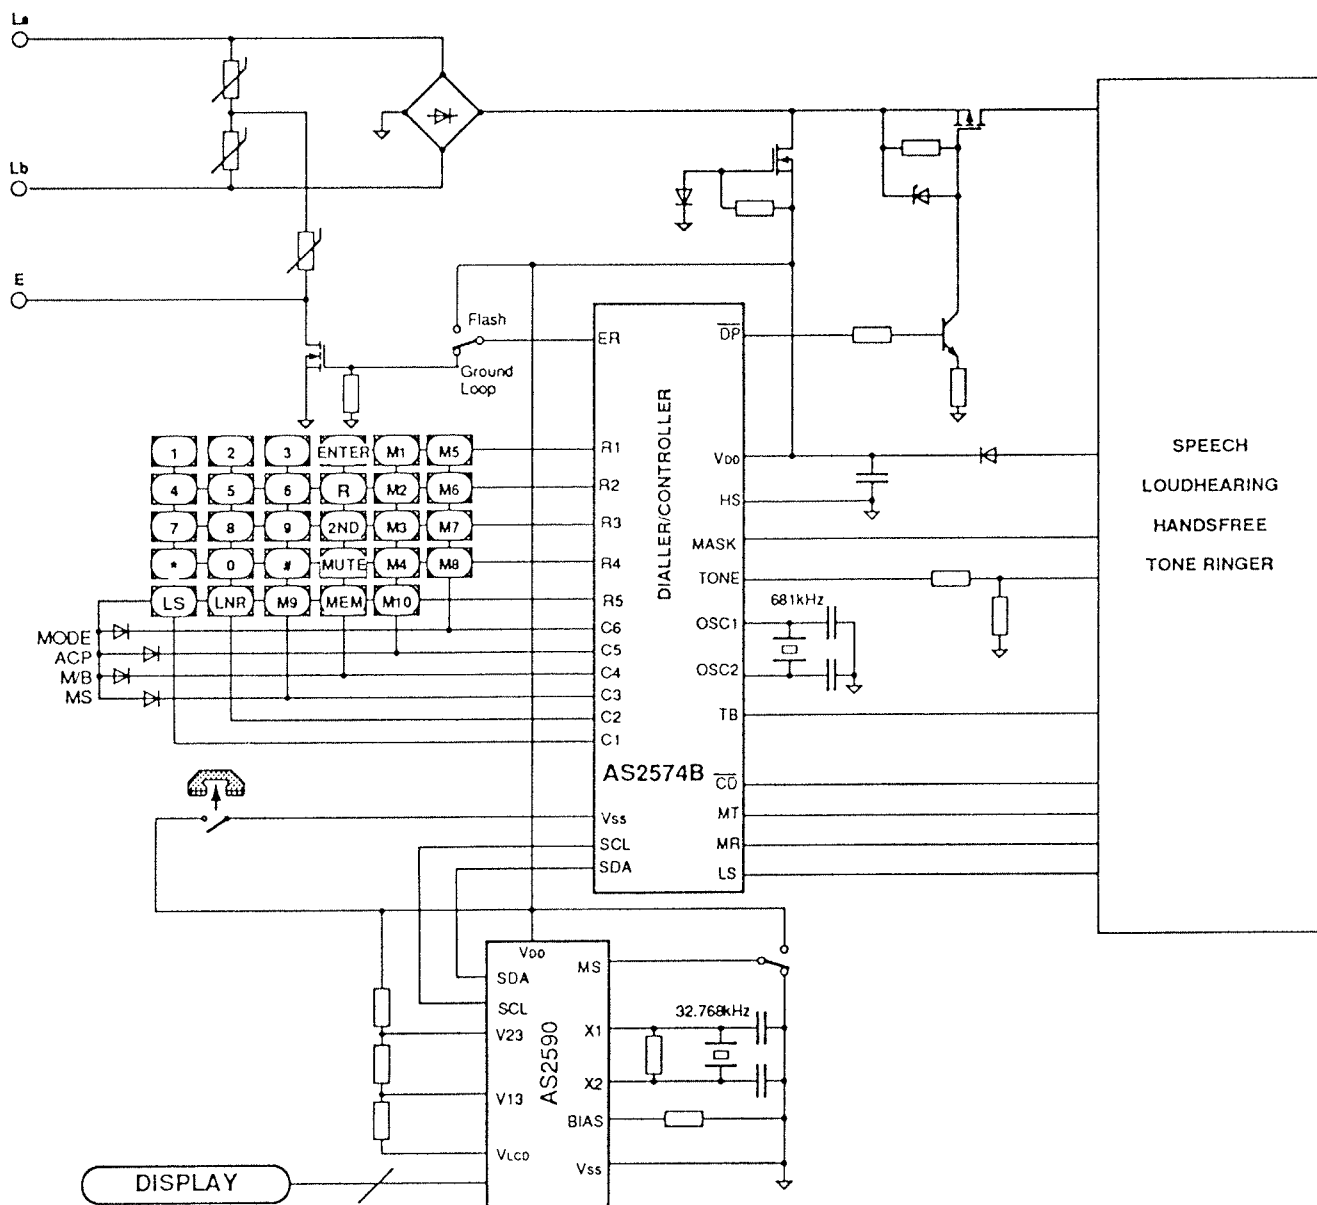 La
Lb
E
Flash
Ground
Loop
ER
DP
DIALLER/CONTROLLER
1 2 3 ENTER M1 M5
R1
4 5 6 R M2 M6
R2
7 8 9 2ND M3 M7
R3
* 0 # MUTE M4 M8
R4
LS LNR M9 MEM M10
R5
MODE
ACP
M/B
MS
C6
C5
C4
C3
C2
C1
VDD
HS
MASK
TONE
681kHz
OSC1
OSC2
TB
AS2574B
CD
MT
MR
LS
Vss
SCL
SDA
SPEECH
LOUDHEARING
HANDSFREE
TONE RINGER
VDD
SDA
SCL
V23
V13
VLCD
AS2590
MS
32.768kHz
X1
X2
BIAS
Vss
DISPLAY